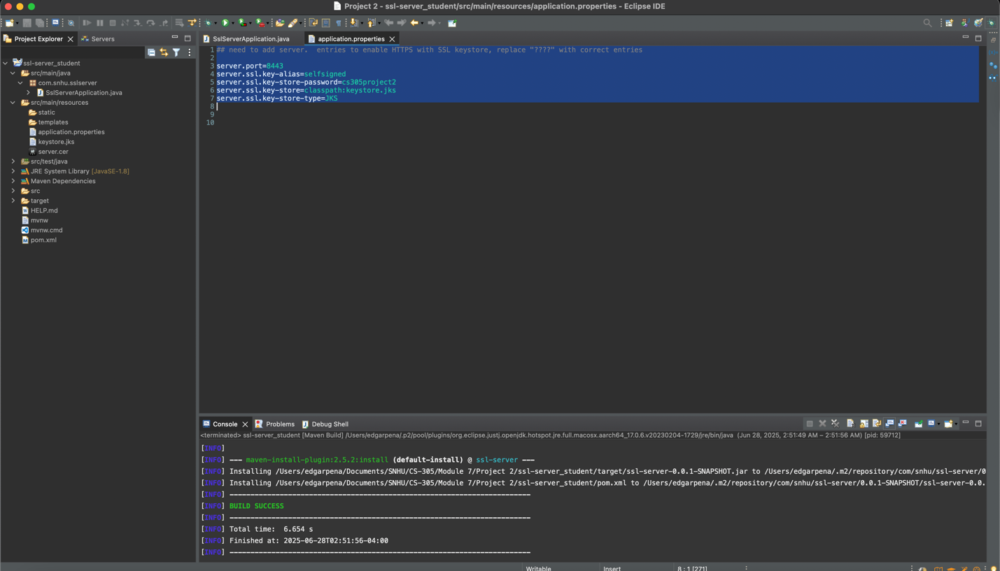 Project 2 - ssl-server_student/src/main/resources/application.properties - Eclipse IDE
Project Explorer
Servers
ssl-server_student
src/main/java
com.snhu.sslserver
SslServerApplication.java
src/main/resources
static
templates
application.properties
keystore.jks
server.cer
src/test/java
JRE System Library [JavaSE-1.8]
Maven Dependencies
src
target
HELP.md
mvnw
mvnw.cmd
pom.xml
SslServerApplication.java
application.properties
1 ## need to add server.  entries to enable HTTPS with SSL keystore, replace "????" with correct entries
2
3 server.port=8443
4 server.ssl.key-alias=selfsigned
5 server.ssl.key-store-password=cs305project2
6 server.ssl.key-store=classpath:keystore.jks
7 server.ssl.key-store-type=JKS
8
9
10
Console
Problems
Debug Shell
<terminated> ssl-server_student [Maven Build] /Users/edgarpena/.p2/pool/plugins/org.eclipse.justj.openjdk.hotspot.jre.full.macosx.aarch64_17.0.6.v20230204-1729/jre/bin/java  (Jun 28, 2025, 2:51:49 AM – 2:51:56 AM) [pid: 59712]
[INFO]
[INFO] --- maven-install-plugin:2.5.2:install (default-install) @ ssl-server ---
[INFO] Installing /Users/edgarpena/Documents/SNHU/CS-305/Module 7/Project 2/ssl-server_student/target/ssl-server-0.0.1-SNAPSHOT.jar to /Users/edgarpena/.m2/repository/com/snhu/ssl-server/0
[INFO] Installing /Users/edgarpena/Documents/SNHU/CS-305/Module 7/Project 2/ssl-server_student/pom.xml to /Users/edgarpena/.m2/repository/com/snhu/ssl-server/0.0.1-SNAPSHOT/ssl-server-0.0.
[INFO] ------------------------------------------------------------------------
[INFO] BUILD SUCCESS
[INFO] ------------------------------------------------------------------------
[INFO] Total time:  6.654 s
[INFO] Finished at: 2025-06-28T02:51:56-04:00
[INFO] ------------------------------------------------------------------------
Writable
Insert
8 : 1 [271]